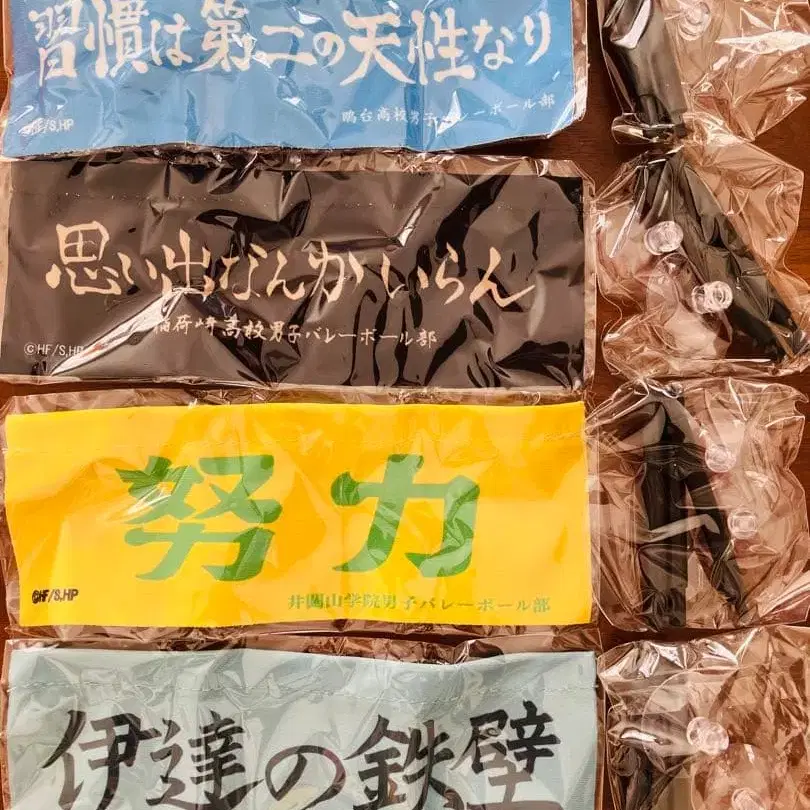 習慣は第二の天性なり
©HF/S,HP
鴎台高校男子バレーボール部
思い出なんかいらん
稲荷崎高校男子バレーボール部
©HF/S,HP
努力
©HF/S,HP
井闥山学院男子バレーボール部
伊達の鉄壁